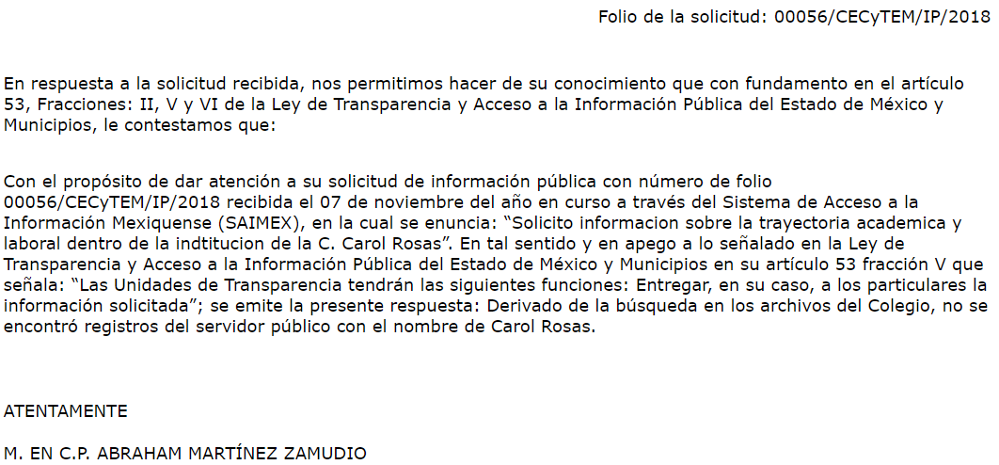 Folio de la solicitud: 00056/CECyTEM/IP/2018
En respuesta a la solicitud recibida, nos permitimos hacer de su conocimiento que con fundamento en el artículo
53, Fracciones: II, V y VI de la Ley de Transparencia y Acceso a la Información Pública del Estado de México y
Municipios, le contestamos que:
Con el propósito de dar atención a su solicitud de información pública con número de folio
00056/CECyTEM/IP/2018 recibida el 07 de noviembre del año en curso a través del Sistema de Acceso a la
Información Mexiquense (SAIMEX), en la cual se enuncia: “Solicito informacion sobre la trayectoria academica y
laboral dentro de la indtitucion de la C. Carol Rosas”. En tal sentido y en apego a lo señalado en la Ley de
Transparencia y Acceso a la Información Pública del Estado de México y Municipios en su artículo 53 fracción V que
señala: “Las Unidades de Transparencia tendrán las siguientes funciones: Entregar, en su caso, a los particulares la
información solicitada”; se emite la presente respuesta: Derivado de la búsqueda en los archivos del Colegio, no se
encontró registros del servidor público con el nombre de Carol Rosas.
ATENTAMENTE
M. EN C.P. ABRAHAM MARTÍNEZ ZAMUDIO